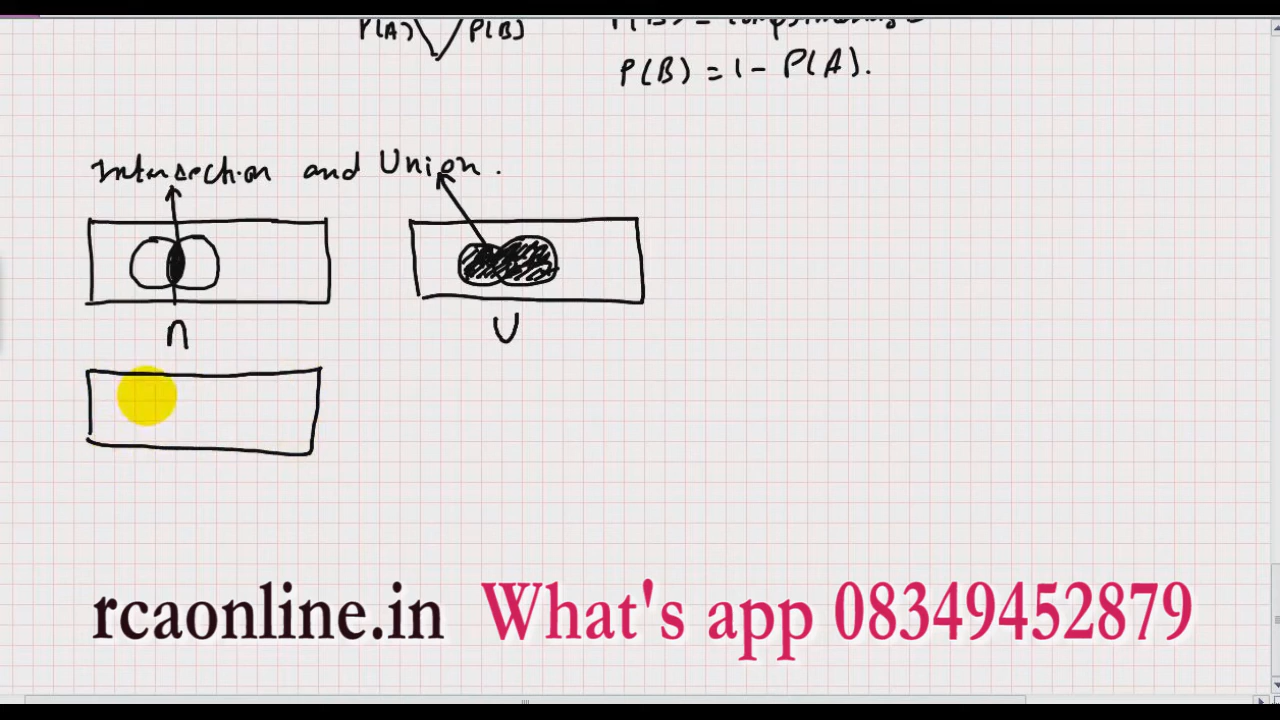 P(A) P(B)
P(B) = 1 - P(A).
Intersection and Union.
∩ U
rcaonline.in What's app 08349452879